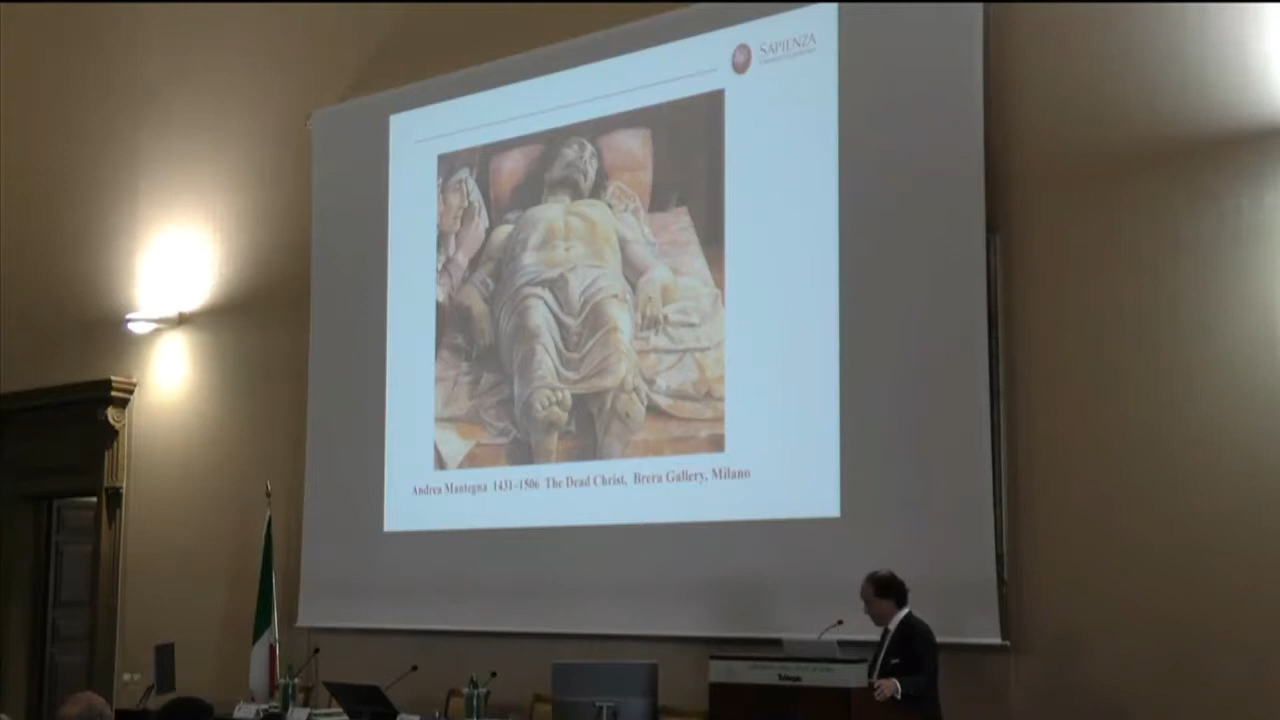 SAPIENZA
Andrea Mantegna 1431-1506 The Dead Christ, Brera Gallery, Milano